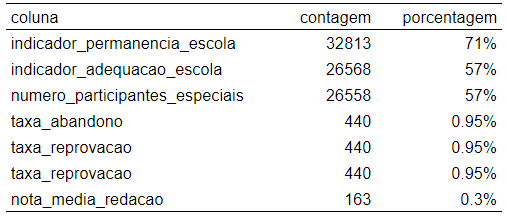 coluna contagem porcentagem
indicador_permanencia_escola 32813 71%
indicador_adequacao_escola 26568 57%
numero_participantes_especiais 26558 57%
taxa_abandono 440 0.95%
taxa_reprovacao 440 0.95%
taxa_reprovacao 440 0.95%
nota_media_redacao 163 0.3%